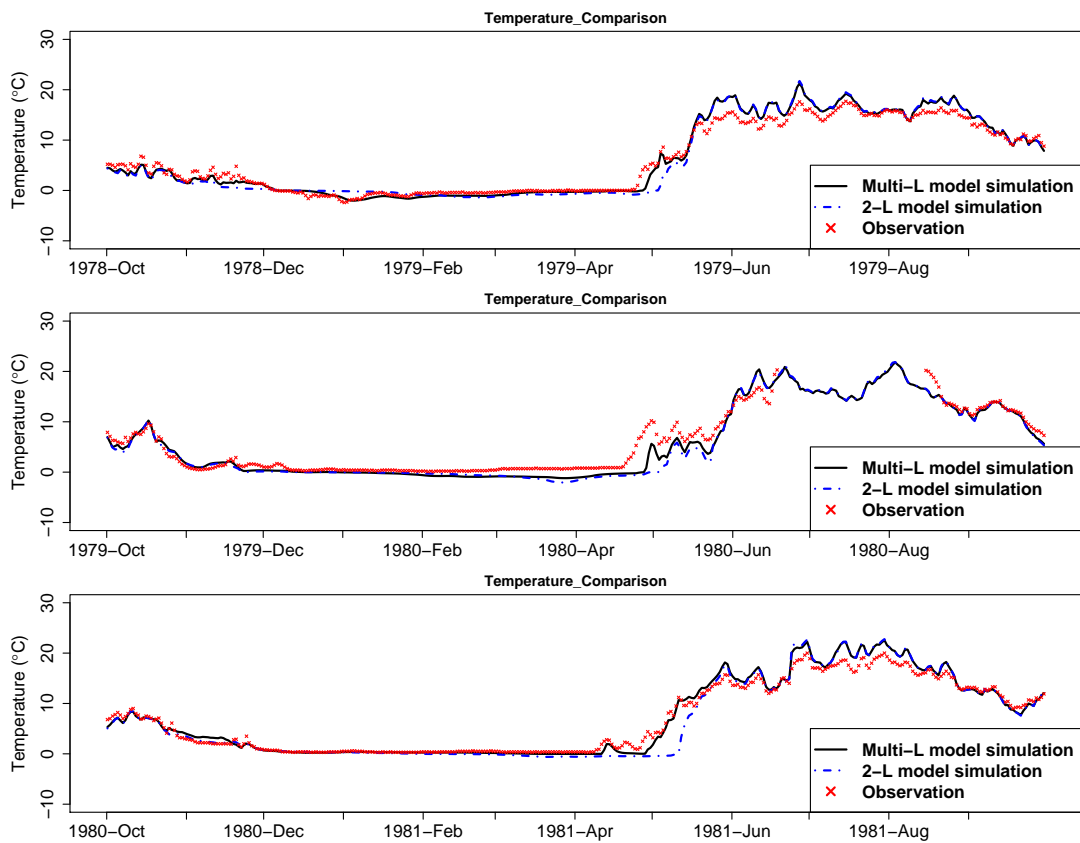 Temperature_Comparison
Temperature (°C)
30
20
10
0
−10
Multi−L model simulation
2−L model simulation
Observation
1978−Oct 1978−Dec 1979−Feb 1979−Apr 1979−Jun 1979−Aug
Temperature_Comparison
Temperature (°C)
30
20
10
0
−10
Multi−L model simulation
2−L model simulation
Observation
1979−Oct 1979−Dec 1980−Feb 1980−Apr 1980−Jun 1980−Aug
Temperature_Comparison
Temperature (°C)
30
20
10
0
−10
Multi−L model simulation
2−L model simulation
Observation
1980−Oct 1980−Dec 1981−Feb 1981−Apr 1981−Jun 1981−Aug